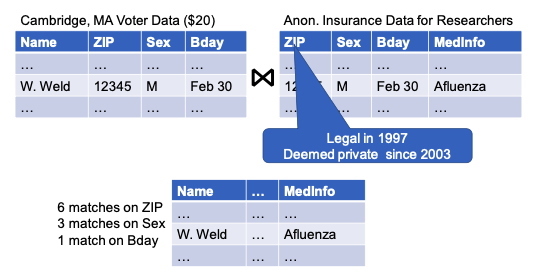 Cambridge, MA Voter Data ($20)
Anon. Insurance Data for Researchers
Name ZIP Sex Bday
… … … …
W. Weld 12345 M Feb 30
… … … …
⋈
ZIP Sex Bday MedInfo
… … …
M Feb 30 Afluenza
… … …
Legal in 1997
Deemed private since 2003
6 matches on ZIP
3 matches on Sex
1 match on Bday
Name … MedInfo
… … …
W. Weld … Afluenza
… … …